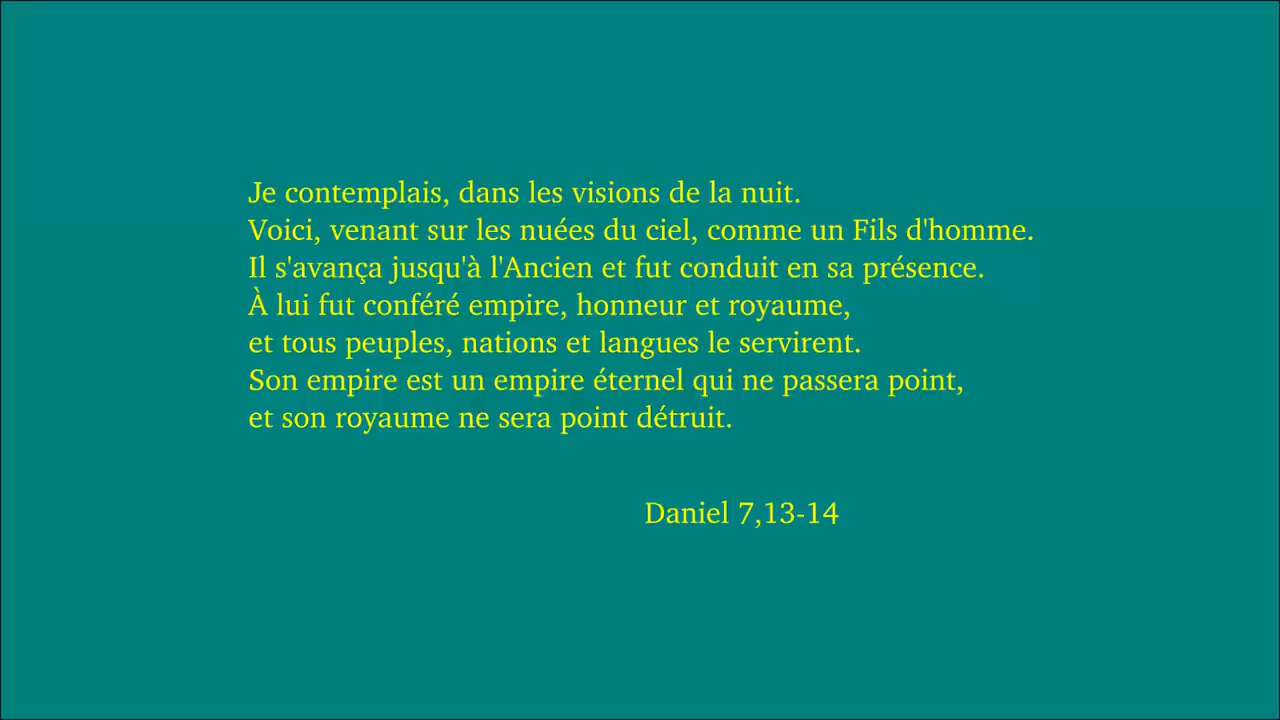 Je contemplais, dans les visions de la nuit.
Voici, venant sur les nuées du ciel, comme un Fils d'homme.
Il s'avança jusqu'à l'Ancien et fut conduit en sa présence.
À lui fut conféré empire, honneur et royaume,
et tous peuples, nations et langues le servirent.
Son empire est un empire éternel qui ne passera point,
et son royaume ne sera point détruit.
Daniel 7,13-14